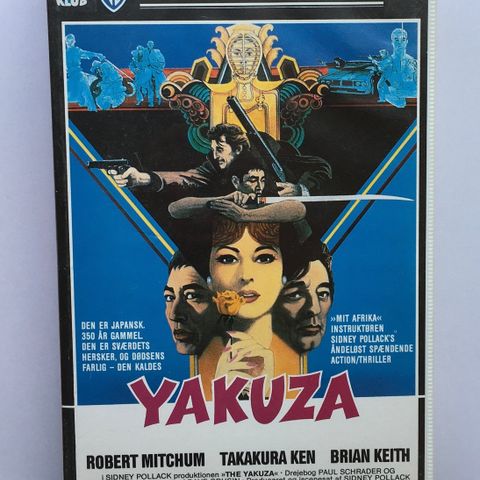 KLUB
DEN ER JAPANSK.
350 ÅR GAMMEL.
DEN ER SVÆRDETS
HERSKER, OG DØDSENS
FARLIG – DEN KALDES
»MIT AFRIKA«
INSTRUKTØREN
SIDNEY POLLACK'S
ÅNDELØST SPÆNDENDE
ACTION/THRILLER
YAKUZA
ROBERT MITCHUM TAKAKURA KEN BRIAN KEITH
I SIDNEY POLLACK produktionen »THE YAKUZA« · Drejebog PAUL SCHRADER OG